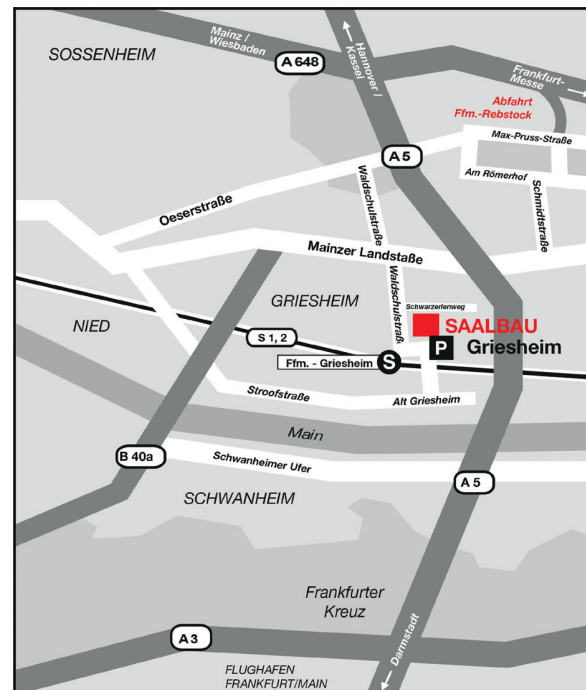 SOSSENHEIM
Mainz /
Wiesbaden
A 648
Hannover /
Kassel
Frankfurt-
Messe
Abfahrt
Ffm.-Rebstock
Max-Pruss-Straße
A 5
Am Römerhof
Waldschulstraße
Oeserstraße
Schmidtstraße
Mainzer Landstaße
Waldschulstraße
GRIESHEIM
Schwarzerlenweg
NIED
SAALBAU
S 1, 2
P Griesheim
Ffm. - Griesheim S
Stroofstraße
Alt Griesheim
Main
B 40a
Schwanheimer Ufer
A 5
SCHWANHEIM
Frankfurter
Kreuz
A 3
Darmstadt
FLUGHAFEN
FRANKFURT/MAIN